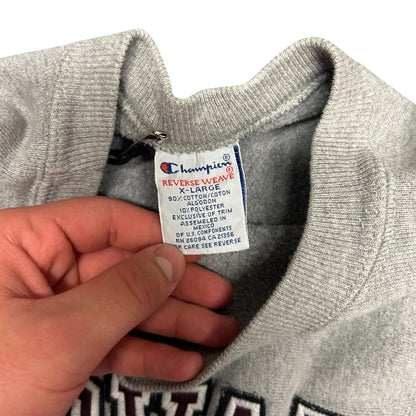 Champion®
REVERSE WEAVE®
X-LARGE
90% COTTON/COTON
ALGODON
10% POLYESTER
EXCLUSIVE OF TRIM
ASSEMBLED IN
MEXICO
OF U.S. COMPONENTS
RN 26094 CA 21356
FOR CARE SEE REVERSE